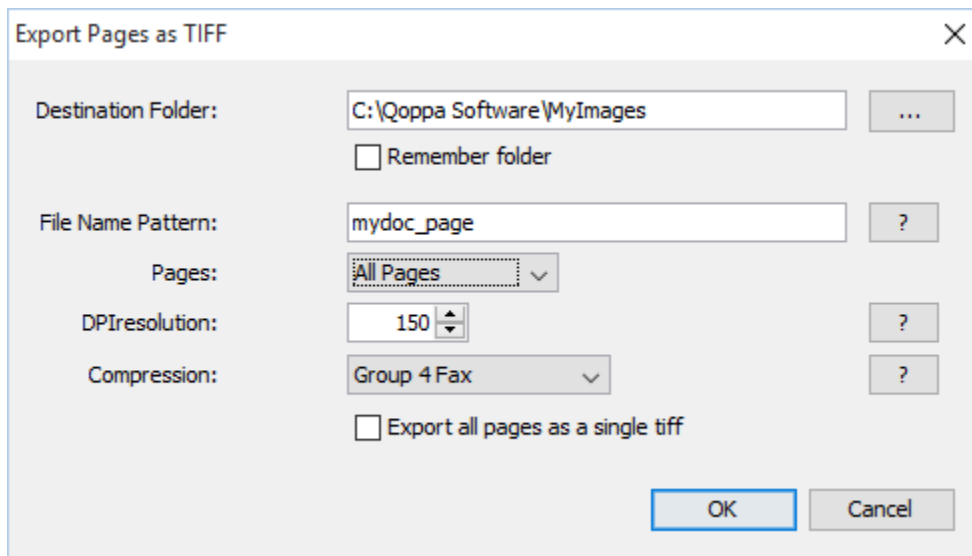 Export Pages as TIFF
Destination Folder: C:\Qoppa Software\MyImages ...
Remember folder
File Name Pattern: mydoc_page ?
Pages: All Pages
DPIresolution: 150 ?
Compression: Group 4 Fax ?
Export all pages as a single tiff
OK Cancel